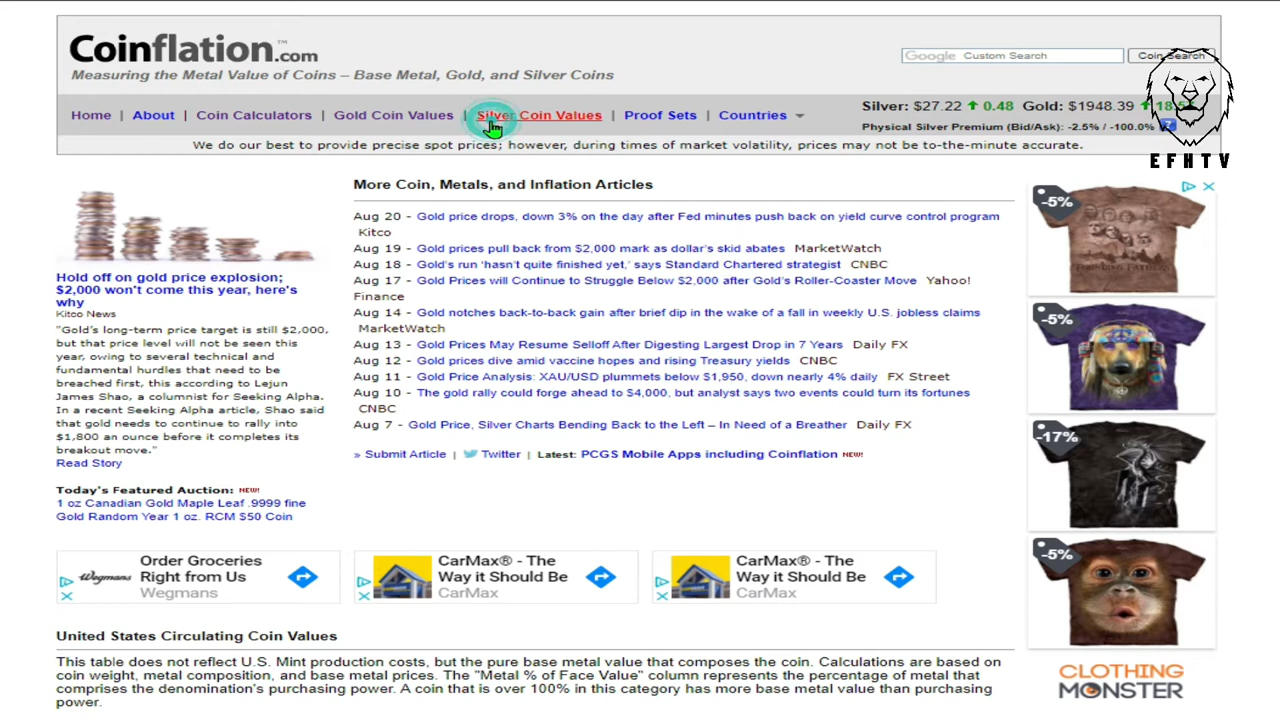 Coinflation.com™
Measuring the Metal Value of Coins – Base Metal, Gold, and Silver Coins
Google Custom Search
Coin Search
Home | About | Coin Calculators | Gold Coin Values | Silver Coin Values | Proof Sets | Countries
Silver: $27.22 0.48 Gold: $1948.39
Physical Silver Premium (Bid/Ask): -2.5% / -100.0% ?
We do our best to provide precise spot prices; however, during times of market volatility, prices may not be to-the-minute accurate.
EFHTV
Hold off on gold price explosion;
$2,000 won't come this year, here's
why
Kitco News
"Gold's long-term price target is still $2,000,
but that price level will not be seen this
year, owing to several technical and
fundamental hurdles that need to be
breached first, this according to Lejun
James Shao, a columnist for Seeking Alpha.
In a recent Seeking Alpha article, Shao said
that gold needs to continue to rally into
$1,800 an ounce before it completes its
breakout move."
Read Story
Today's Featured Auction: NEW!
1 oz Canadian Gold Maple Leaf .9999 fine
Gold Random Year 1 oz. RCM $50 Coin
More Coin, Metals, and Inflation Articles
Aug 20 - Gold price drops, down 3% on the day after Fed minutes push back on yield curve control program
Kitco
Aug 19 - Gold prices pull back from $2,000 mark as dollar's skid abates MarketWatch
Aug 18 - Gold's run 'hasn't quite finished yet,' says Standard Chartered strategist CNBC
Aug 17 - Gold Prices will Continue to Struggle Below $2,000 after Gold's Roller-Coaster Move Yahoo!
Finance
Aug 14 - Gold notches back-to-back gain after brief dip in the wake of a fall in weekly U.S. jobless claims
MarketWatch
Aug 13 - Gold Prices May Resume Selloff After Digesting Largest Drop in 7 Years Daily FX
Aug 12 - Gold prices dive amid vaccine hopes and rising Treasury yields CNBC
Aug 11 - Gold Price Analysis: XAU/USD plummets below $1,950, down nearly 4% daily FX Street
Aug 10 - The gold rally could forge ahead to $4,000, but analyst says two events could turn its fortunes
CNBC
Aug 7 - Gold Price, Silver Charts Bending Back to the Left – In Need of a Breather Daily FX
» Submit Article | Twitter | Latest: PCGS Mobile Apps including Coinflation NEW!
-5%
-5%
-17%
-5%
CLOTHING
MONSTER
Order Groceries
Right from Us
Wegmans
Wegmans
CarMax® - The
Way it Should Be
CarMax
CarMax® - The
Way it Should Be
CarMax
United States Circulating Coin Values
This table does not reflect U.S. Mint production costs, but the pure base metal value that composes the coin. Calculations are based on
coin weight, metal composition, and base metal prices. The "Metal % of Face Value" column represents the percentage of metal that
comprises the denomination's purchasing power. A coin that is over 100% in this category has more base metal value than purchasing
power.